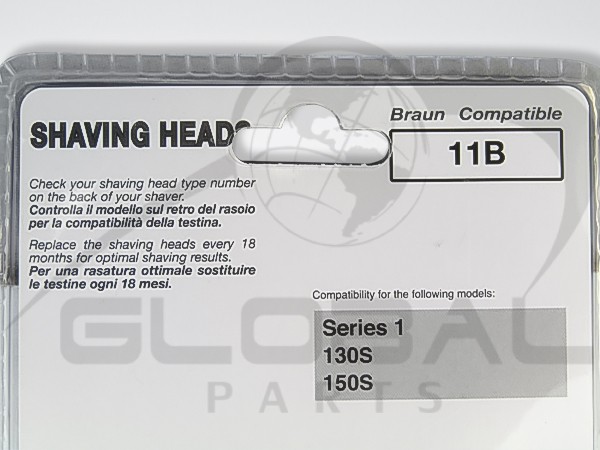 SHAVING HEADS
Braun Compatible
11B
Check your shaving head type number
on the back of your shaver.
Controlla il modello sul retro del rasoio
per la compatibilità della testina.
Replace the shaving heads every 18
months for optimal shaving results.
Per una rasatura ottimale sostituire
le testine ogni 18 mesi.
Compatibility for the following models:
Series 1
130S
150S
GLOBAL
PARTS